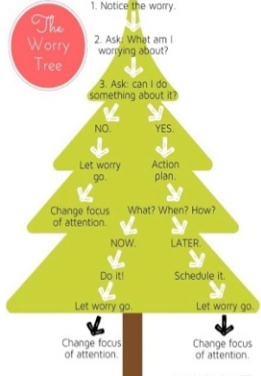 The
Worry
Tree
1. Notice the worry.
2. Ask: What am I
worrying about?
3. Ask: can I do
something about it?
NO.
YES.
Let worry
go.
Action
plan.
Change focus
of attention.
What? When? How?
NOW.
LATER.
Do it!
Schedule it.
Let worry go.
Let worry go.
Change focus
of attention.
Change focus
of attention.